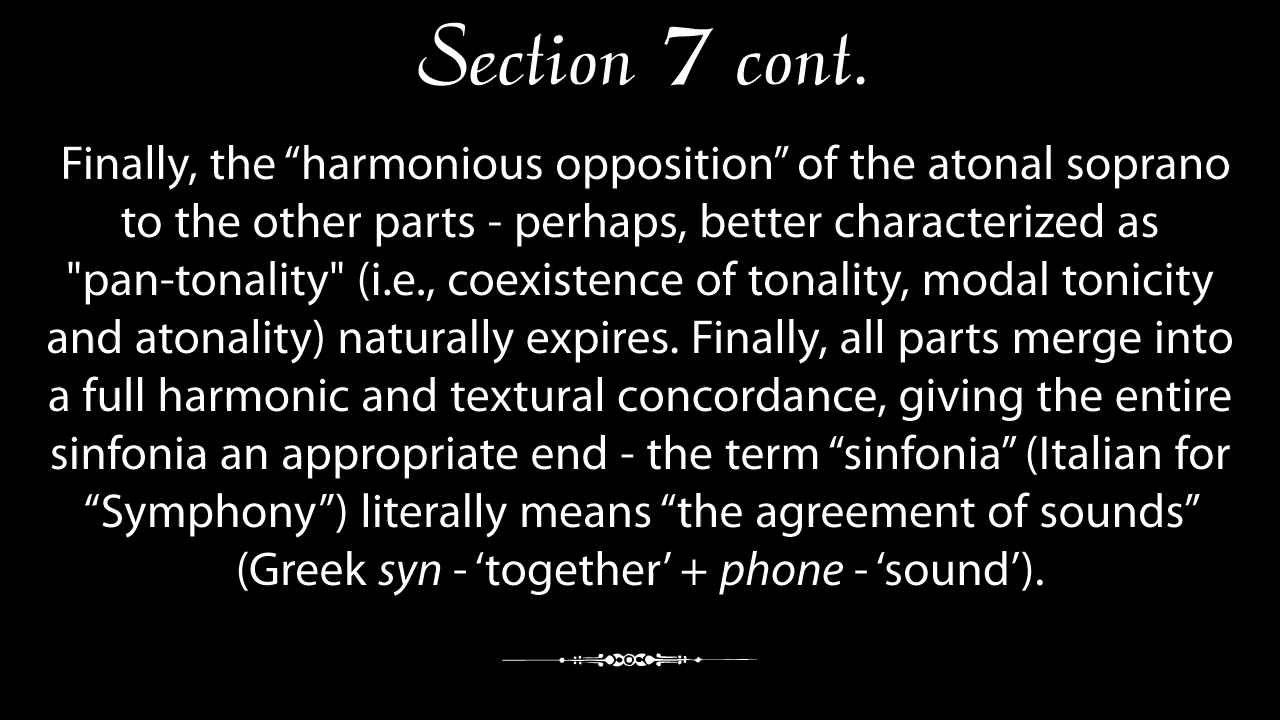 Section 7 cont.
Finally, the “harmonious opposition” of the atonal soprano
to the other parts - perhaps, better characterized as
"pan-tonality" (i.e., coexistence of tonality, modal tonicity
and atonality) naturally expires. Finally, all parts merge into
a full harmonic and textural concordance, giving the entire
sinfonia an appropriate end - the term “sinfonia” (Italian for
“Symphony”) literally means “the agreement of sounds”
(Greek syn - ‘together’ + phone - ‘sound’).